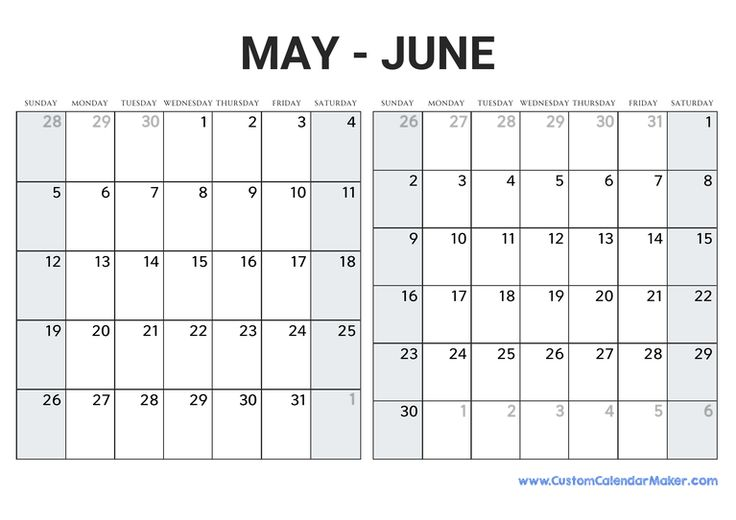 MAY - JUNE
SUNDAY MONDAY TUESDAY WEDNESDAY THURSDAY FRIDAY SATURDAY
28 29 30 1 2 3 4
5 6 7 8 9 10 11
12 13 14 15 16 17 18
19 20 21 22 23 24 25
26 27 28 29 30 31 1
SUNDAY MONDAY TUESDAY WEDNESDAY THURSDAY FRIDAY SATURDAY
26 27 28 29 30 31 1
2 3 4 5 6 7 8
9 10 11 12 13 14 15
16 17 18 19 20 21 22
23 24 25 26 27 28 29
30 1 2 3 4 5 6
www.CustomCalendarMaker.com